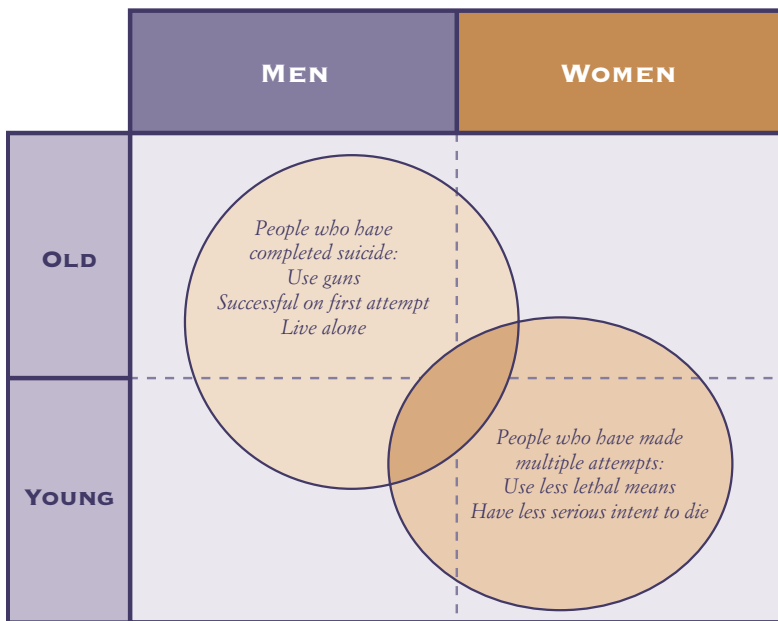 MEN
WOMEN
OLD
People who have
completed suicide:
Use guns
Successful on first attempt
Live alone
YOUNG
People who have made
multiple attempts:
Use less lethal means
Have less serious intent to die